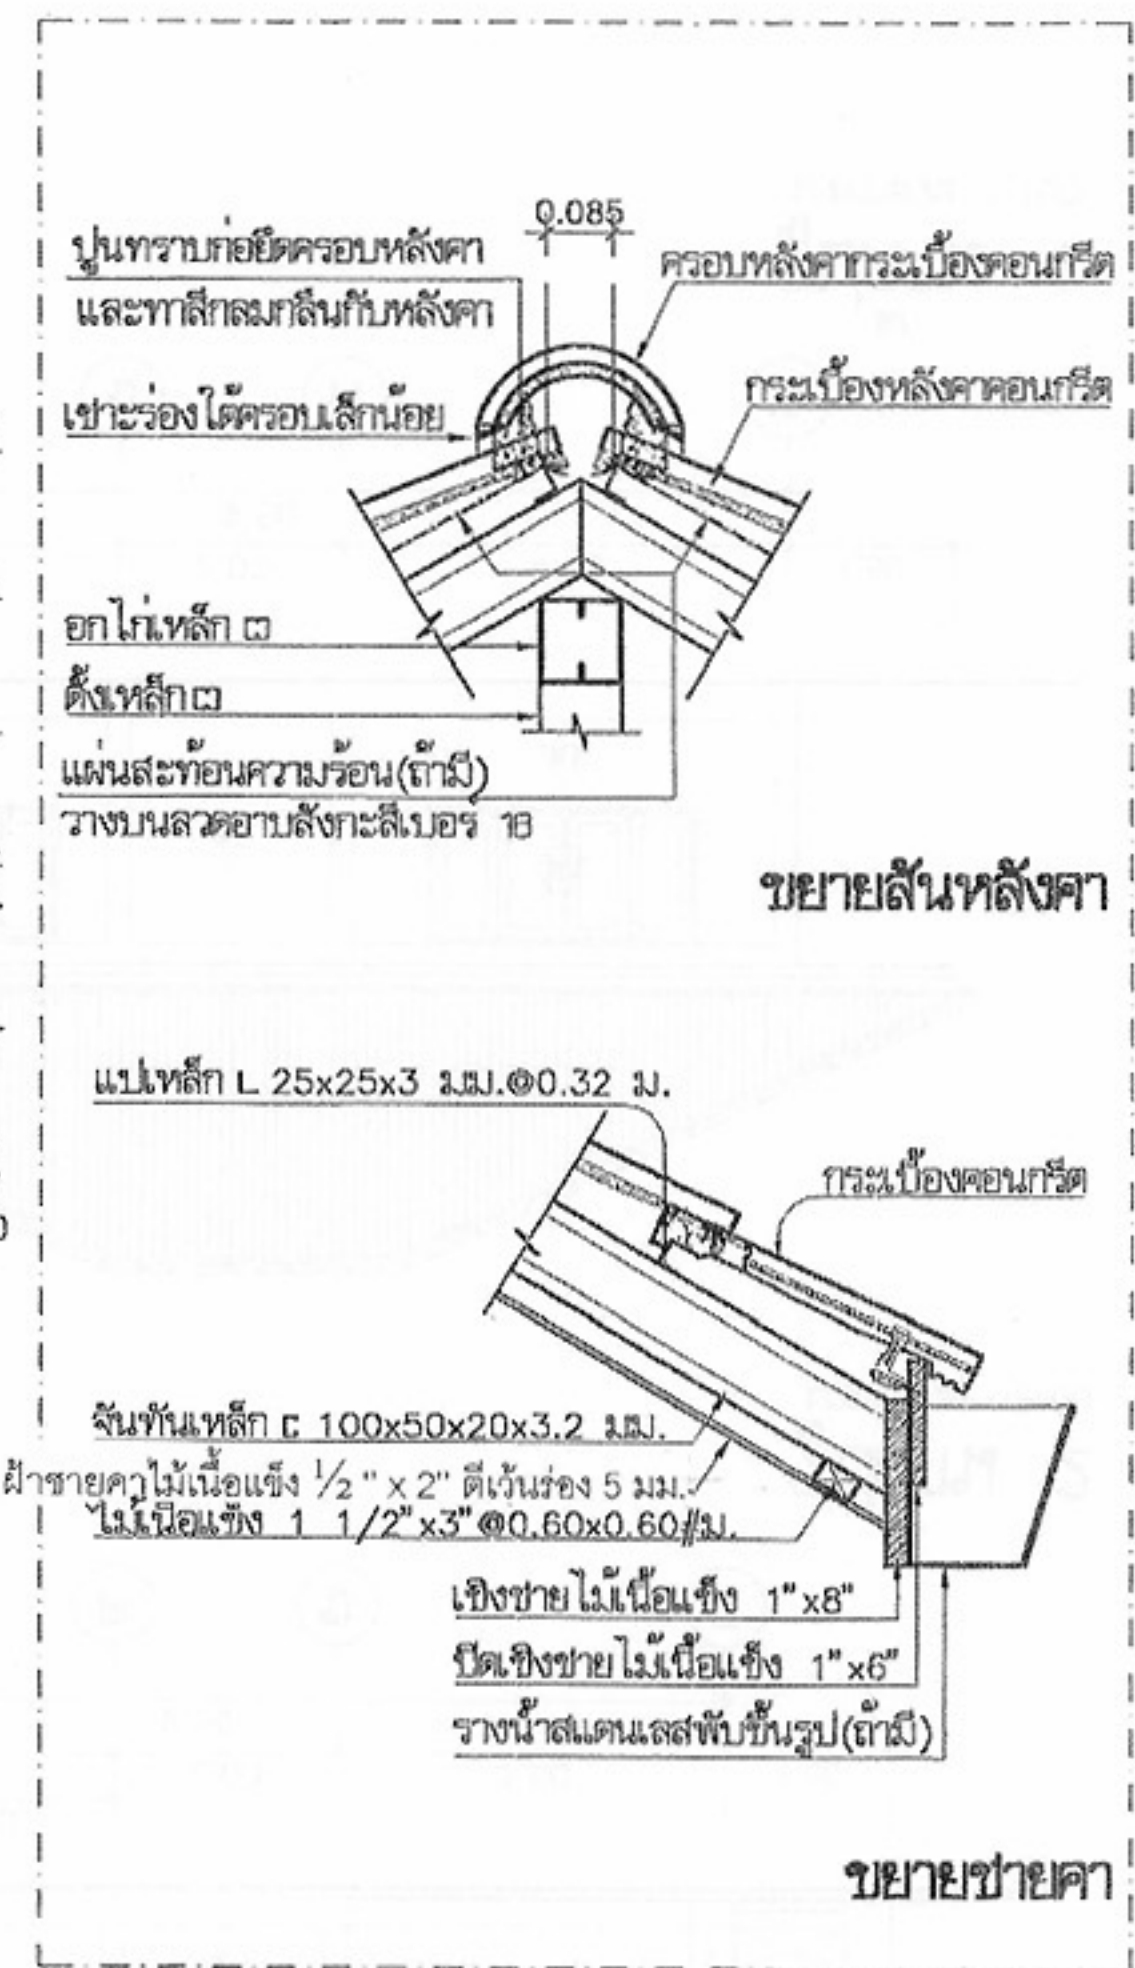 0.085
ปูนทรายก่อยึดครอบหลังคา
และทาสีกลมกลืนกับหลังคา
ครอบหลังคากระเบื้องคอนกรีต
กระเบื้องหลังคาคอนกรีต
เซาะร่องใต้ครอบเล็กน้อย
อกไก่เหล็ก
ดั้งเหล็ก
แผ่นสะท้อนความร้อน(ถ้ามี)
วางบนลวดอาบสังกะสีเบอร์ 18
ขยายสันหลังคา
แปเหล็ก L 25x25x3 มม.@0.32 ม.
กระเบื้องคอนกรีต
จันทันเหล็ก C 100x50x20x3.2 มม.
ฝ้าชายคาไม้เนื้อแข็ง 1/2" x 2" ตีเว้นร่อง 5 มม.
ไม้เนื้อแข็ง 1 1/2"x3"@0.60x0.60#ม.
เชิงชายไม้เนื้อแข็ง 1"x8"
ปิดเชิงชายไม้เนื้อแข็ง 1"x6"
รางน้ำสแตนเลสพับขึ้นรูป(ถ้ามี)
ขยายชายคา